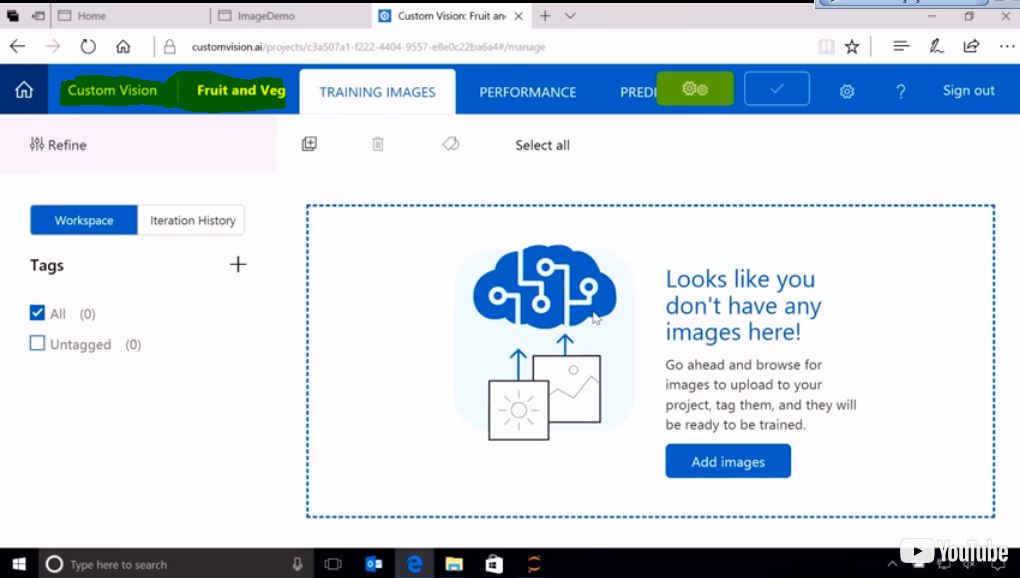 Home
ImageDemo
Custom Vision: Fruit an
customvision.ai/projects/c3a507a1-f222-4404-9557-e8e0c22ba6a4#/manage
Custom Vision
Fruit and Veg
TRAINING IMAGES
PERFORMANCE
PREDI
?
Sign out
Refine
Select all
Workspace
Iteration History
Tags
All (0)
Untagged (0)
Looks like you
don't have any
images here!
Go ahead and browse for
images to upload to your
project, tag them, and they will
be ready to be trained.
Add images
Type here to search
YouTube